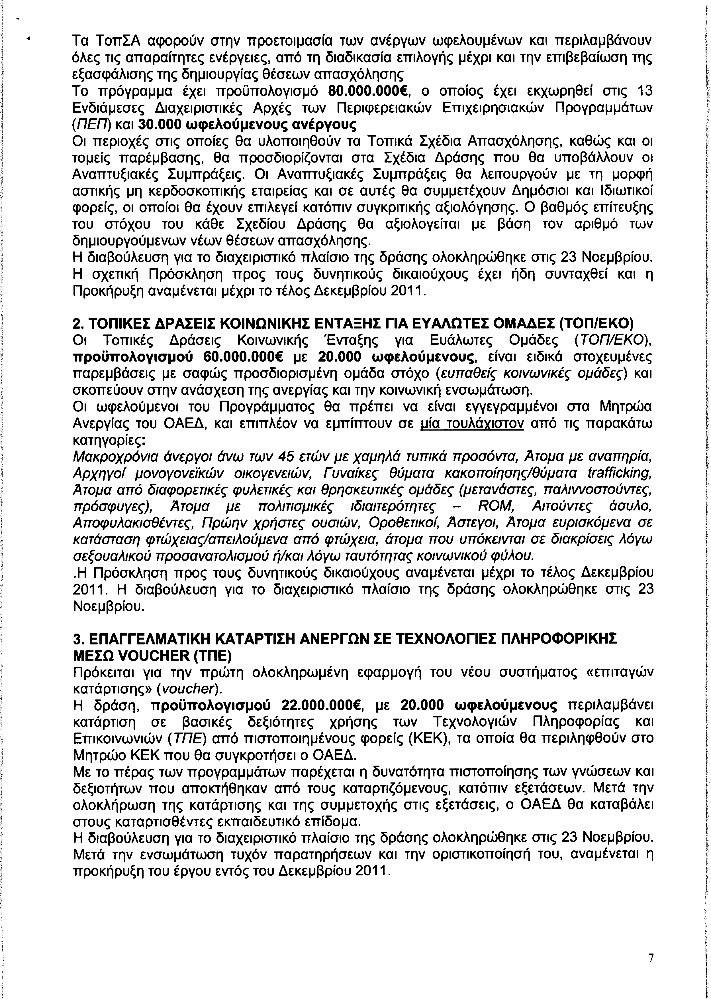 Τα ΤοπΣΑ αφορούν στην προετοιμασία των ανέργων ωφελουμένων και περιλαμβάνουν
όλες τις απαραίτητες ενέργειες, από τη διαδικασία επιλογής μέχρι και την επιβεβαίωση της
εξασφάλισης της δημιουργίας θέσεων απασχόλησης
Το πρόγραμμα έχει προϋπολογισμό 80.000.000€, ο οποίος έχει εκχωρηθεί στις 13
Ενδιάμεσες Διαχειριστικές Αρχές των Περιφερειακών Επιχειρησιακών Προγραμμάτων
(ΠΕΠ) και 30.000 ωφελούμενους ανέργους
Οι περιοχές στις οποίες θα υλοποιηθούν τα Τοπικά Σχέδια Απασχόλησης, καθώς και οι
τομείς παρέμβασης, θα προσδιορίζονται στα Σχέδια Δράσης που θα υποβάλλουν οι
Αναπτυξιακές Συμπράξεις. Οι Αναπτυξιακές Συμπράξεις θα λειτουργούν με τη μορφή
αστικής μη κερδοσκοπικής εταιρείας και σε αυτές θα συμμετέχουν Δημόσιοι και Ιδιωτικοί
φορείς, οι οποίοι θα έχουν επιλεγεί κατόπιν συγκριτικής αξιολόγησης. Ο βαθμός επίτευξης
του στόχου του κάθε Σχεδίου Δράσης θα αξιολογείται με βάση τον αριθμό των
δημιουργούμενων νέων θέσεων απασχόλησης.
Η διαβούλευση για το διαχειριστικό πλαίσιο της δράσης ολοκληρώθηκε στις 23 Νοεμβρίου.
Η σχετική Πρόσκληση προς τους δυνητικούς δικαιούχους έχει ήδη συνταχθεί και η
Προκήρυξη αναμένεται μέχρι το τέλος Δεκεμβρίου 2011.
2. ΤΟΠΙΚΕΣ ΔΡΑΣΕΙΣ ΚΟΙΝΩΝΙΚΗΣ ΕΝΤΑΞΗΣ ΓΙΑ ΕΥΑΛΩΤΕΣ ΟΜΑΔΕΣ (ΤΟΠ/ΕΚΟ)
Οι Τοπικές Δράσεις Κοινωνικής Ένταξης για Ευάλωτες Ομάδες (ΤΟΠ/ΕΚΟ),
προϋπολογισμού 60.000.000€ με 20.000 ωφελούμενους, είναι ειδικά στοχευμένες
παρεμβάσεις με σαφώς προσδιορισμένη ομάδα στόχο (ευπαθείς κοινωνικές ομάδες) και
σκοπεύουν στην ανάσχεση της ανεργίας και την κοινωνική ενσωμάτωση.
Οι ωφελούμενοι του Προγράμματος θα πρέπει να είναι εγγεγραμμένοι στα Μητρώα
Ανεργίας του ΟΑΕΔ, και επιπλέον να εμπίπτουν σε μία τουλάχιστον από τις παρακάτω
κατηγορίες:
Μακροχρόνια άνεργοι άνω των 45 ετών με χαμηλά τυπικά προσόντα, Άτομα με αναπηρία,
Αρχηγοί μονογονεϊκών οικογενειών, Γυναίκες θύματα κακοποίησης/θύματα trafficking,
Άτομα από διαφορετικές φυλετικές και θρησκευτικές ομάδες (μετανάστες, παλιννοστούντες,
πρόσφυγες), Άτομα με πολιτισμικές ιδιαιτερότητες – ROM, Αιτούντες άσυλο,
Αποφυλακισθέντες, Πρώην χρήστες ουσιών, Οροθετικοί, Άστεγοι, Άτομα ευρισκόμενα σε
κατάσταση φτώχειας/απειλούμενα από φτώχεια, άτομα που υπόκεινται σε διακρίσεις λόγω
σεξουαλικού προσανατολισμού ή/και λόγω ταυτότητας κοινωνικού φύλου.
.Η Πρόσκληση προς τους δυνητικούς δικαιούχους αναμένεται μέχρι το τέλος Δεκεμβρίου
2011. Η διαβούλευση για το διαχειριστικό πλαίσιο της δράσης ολοκληρώθηκε στις 23
Νοεμβρίου.
3. ΕΠΑΓΓΕΛΜΑΤΙΚΗ ΚΑΤΑΡΤΙΣΗ ΑΝΕΡΓΩΝ ΣΕ ΤΕΧΝΟΛΟΓΙΕΣ ΠΛΗΡΟΦΟΡΙΚΗΣ
ΜΕΣΩ VOUCHER (ΤΠΕ)
Πρόκειται για την πρώτη ολοκληρωμένη εφαρμογή του νέου συστήματος «επιταγών
κατάρτισης» (voucher).
Η δράση, προϋπολογισμού 22.000.000€, με 20.000 ωφελούμενους περιλαμβάνει
κατάρτιση σε βασικές δεξιότητες χρήσης των Τεχνολογιών Πληροφορίας και
Επικοινωνιών (ΤΠΕ) από πιστοποιημένους φορείς (ΚΕΚ), τα οποία θα περιληφθούν στο
Μητρώο ΚΕΚ που θα συγκροτήσει ο ΟΑΕΔ.
Με το πέρας των προγραμμάτων παρέχεται η δυνατότητα πιστοποίησης των γνώσεων και
δεξιοτήτων που αποκτήθηκαν από τους καταρτιζόμενους, κατόπιν εξετάσεων. Μετά την
ολοκλήρωση της κατάρτισης και της συμμετοχής στις εξετάσεις, ο ΟΑΕΔ θα καταβάλει
στους καταρτισθέντες εκπαιδευτικό επίδομα.
Η διαβούλευση για το διαχειριστικό πλαίσιο της δράσης ολοκληρώθηκε στις 23 Νοεμβρίου.
Μετά την ενσωμάτωση τυχόν παρατηρήσεων και την οριστικοποίησή του, αναμένεται η
προκήρυξη του έργου εντός του Δεκεμβρίου 2011.
7